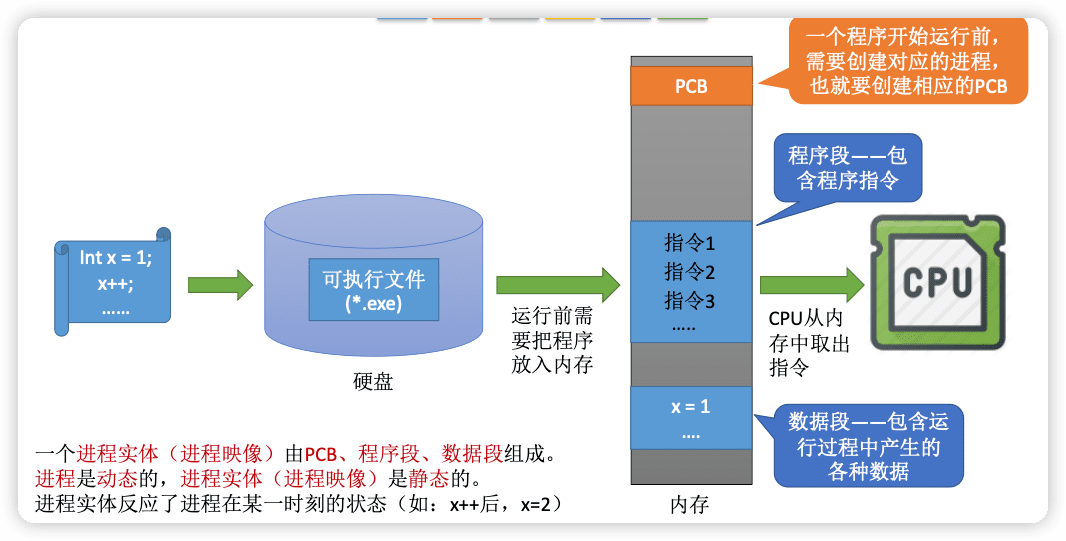 一个程序开始运行前，
需要创建对应的进程，
也就要创建相应的PCB
PCB
程序段——包
含程序指令
Int x = 1;
x++;
……
可执行文件
(*.exe)
硬盘
运行前需
要把程序
放入内存
指令1
指令2
指令3
…..
CPU
CPU从内
存中取出
指令
x = 1
….
数据段——包含运
行过程中产生的
各种数据
内存
一个进程实体（进程映像）由PCB、程序段、数据段组成。
进程是动态的，进程实体（进程映像）是静态的。
进程实体反应了进程在某一时刻的状态（如：x++后，x=2）